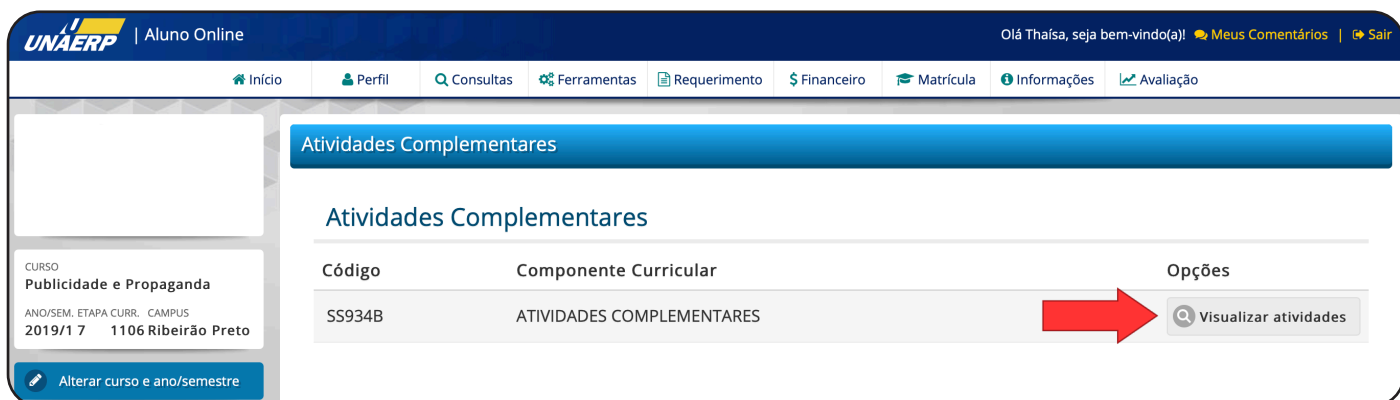 UNAERP | Aluno Online
Olá Thaísa, seja bem-vindo(a)! Meus Comentários | Sair
Início Perfil Consultas Ferramentas Requerimento $ Financeiro Matrícula Informações Avaliação
Atividades Complementares
Atividades Complementares
Código Componente Curricular Opções
SS934B ATIVIDADES COMPLEMENTARES Visualizar atividades
CURSO
Publicidade e Propaganda
ANO/SEM. ETAPA CURR. CAMPUS
2019/1 7 1106 Ribeirão Preto
Alterar curso e ano/semestre